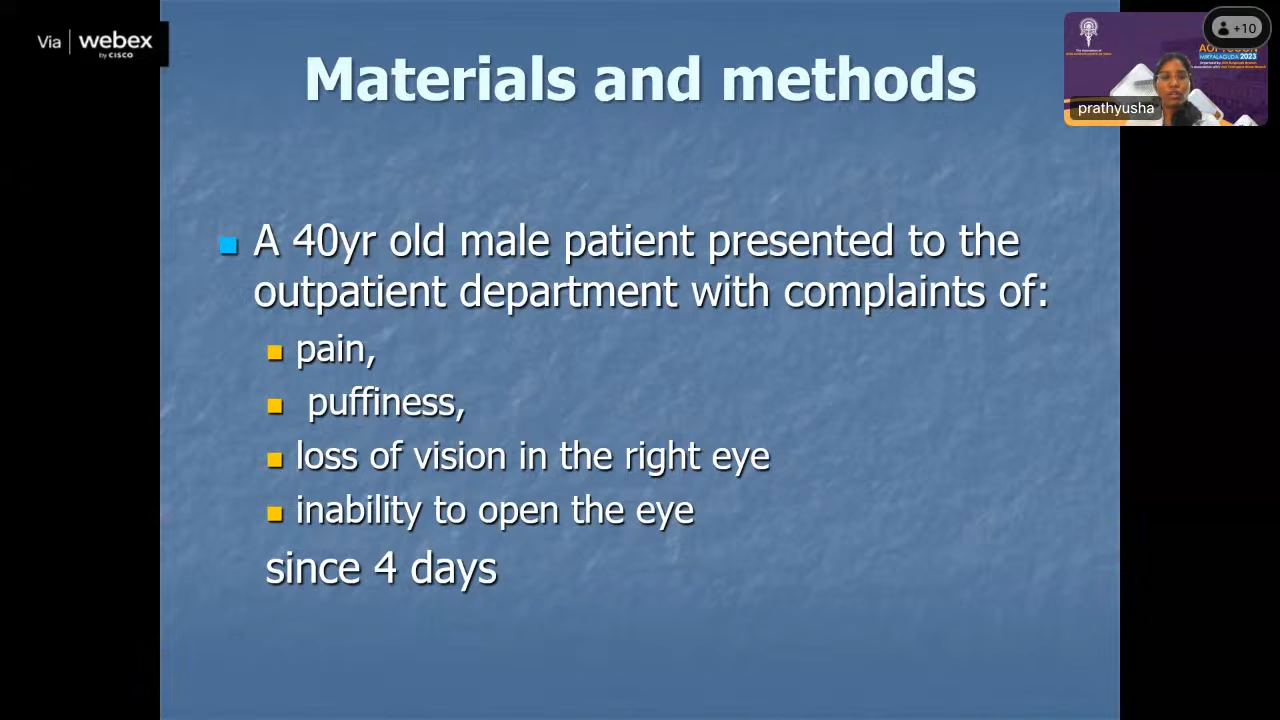 Via webex
by CISCO
Materials and methods
+10
MIRYALAGUDA 2023
prathyusha
A 40yr old male patient presented to the
outpatient department with complaints of:
pain,
puffiness,
loss of vision in the right eye
inability to open the eye
since 4 days